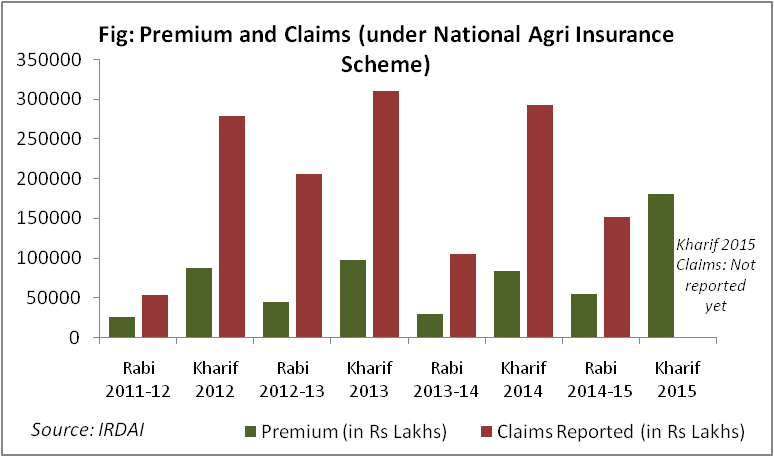 Fig: Premium and Claims (under National Agri Insurance
Scheme)
350000
300000
250000
200000
150000
100000
50000
0
Kharif 2015
Claims: Not
reported
yet
Rabi Kharif Rabi Kharif Rabi Kharif Rabi Kharif
2011-12 2012 2012-13 2013 2013-14 2014 2014-15 2015
Source: IRDAI Premium (in Rs Lakhs) Claims Reported (in Rs Lakhs)